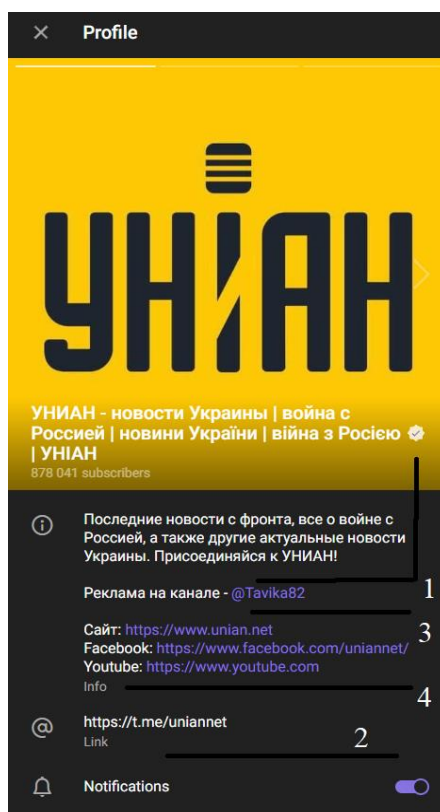 Profile
УНІАН
УНИАН - новости Украины | война с
Россией | новини України | війна з Росією
| УНІАН
878 041 subscribers
Последние новости с фронта, все о войне с
Россией, а также другие актуальные новости
Украины. Присоединяйся к УНИАН!
1
Реклама на канале - @Tavika82
3
Сайт: https://www.unian.net
Facebook: https://www.facebook.com/uniannet/
Youtube: https://www.youtube.com
Info
4
https://t.me/uniannet
Link
2
Notifications